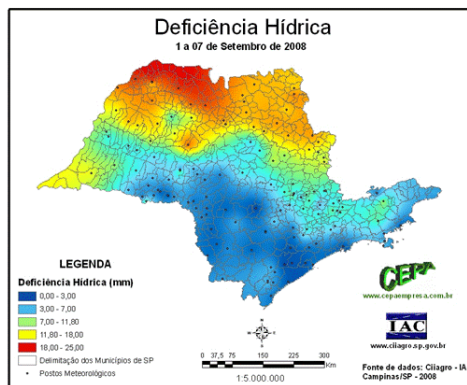 Deficiência Hídrica
1 a 07 de Setembro de 2008
LEGENDA
Deficiência Hídrica (mm)
0,00 - 3,00
3,00 - 7,00
7,00 - 11,80
11,80 - 18,00
18,00 - 25,00
Delimitação dos Municípios de SP
Postos Meteorológicos
CEPA
www.cepaempresa.com.br
IAC
www.ciiagro.sp.gov.br
0 37,5 75 150 225 300
Km
1:5.000.000
Fonte de dados: Ciiagro - IA
Campinas/SP - 2008